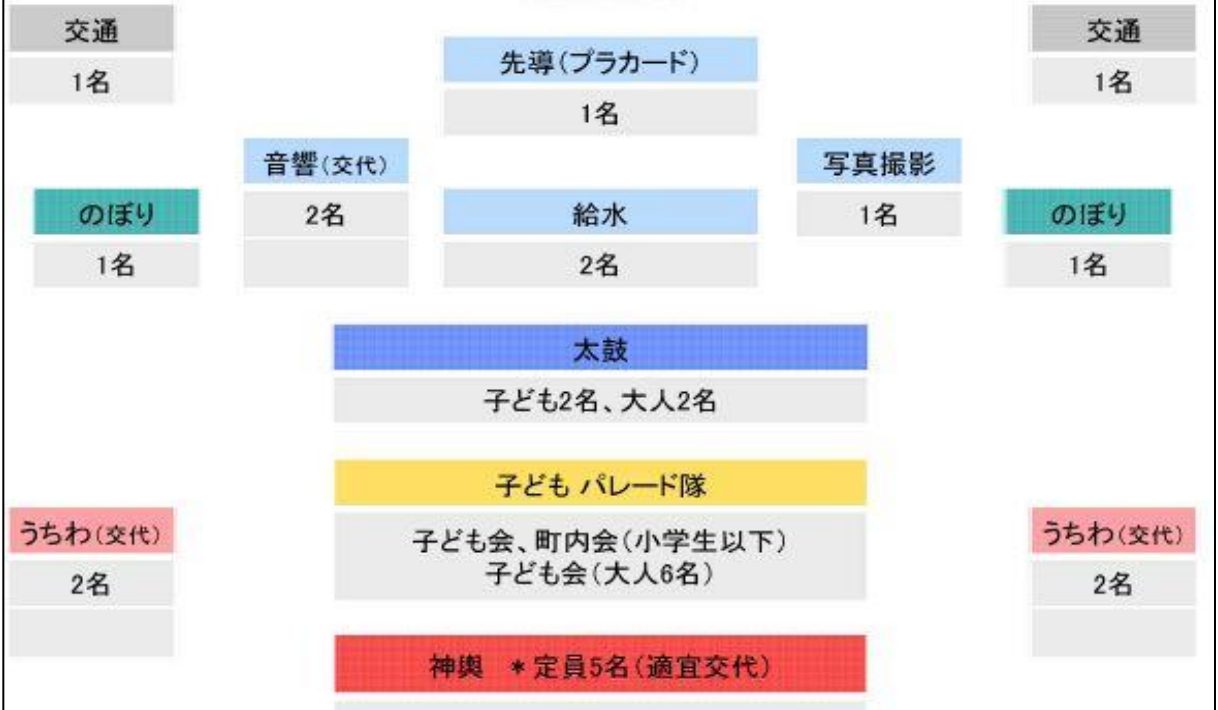 交通
1名
先導(プラカード)
1名
交通
1名
音響(交代)
2名
写真撮影
1名
のぼり
1名
給水
2名
のぼり
1名
太鼓
子ども2名、大人2名
子ども パレード隊
子ども会、町内会(小学生以下)
子ども会(大人6名)
うちわ(交代)
2名
うちわ(交代)
2名
神輿 *定員5名(適宜交代)